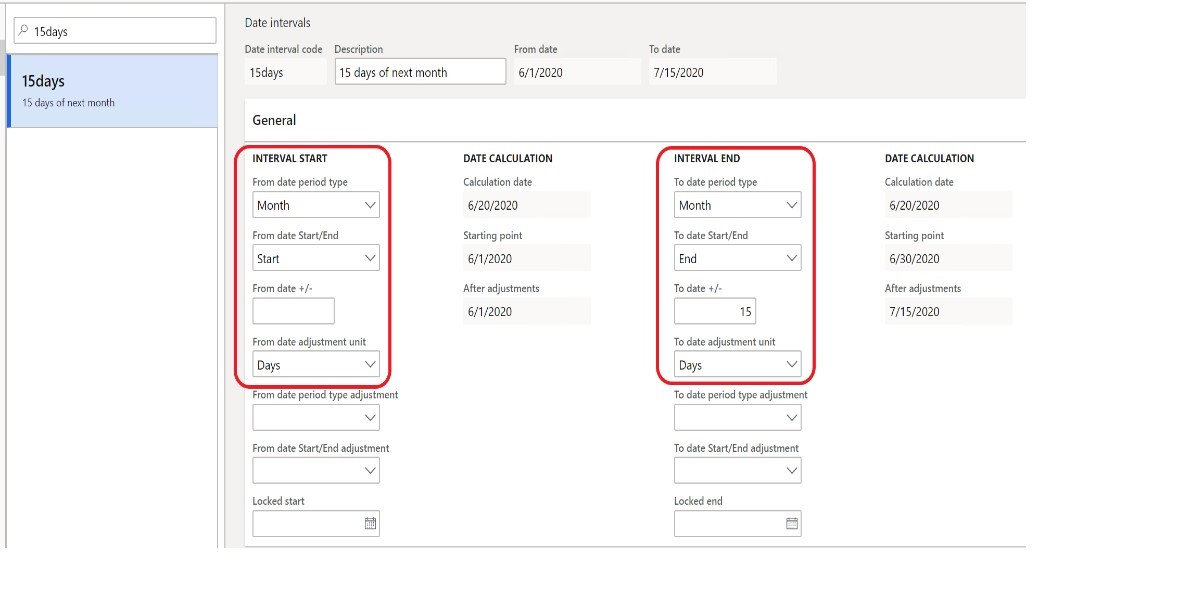 15days
15days
15 days of next month
Date intervals
Date interval code Description From date To date
15days 15 days of next month 6/1/2020 7/15/2020
General
INTERVAL START DATE CALCULATION INTERVAL END DATE CALCULATION
From date period type Calculation date To date period type Calculation date
Month 6/20/2020 Month 6/20/2020
From date Start/End Starting point To date Start/End Starting point
Start 6/1/2020 End 6/30/2020
From date +/- After adjustments To date +/- After adjustments
6/1/2020 15 7/15/2020
From date adjustment unit To date adjustment unit
Days Days
From date period type adjustment To date period type adjustment
From date Start/End adjustment To date Start/End adjustment
Locked start Locked end